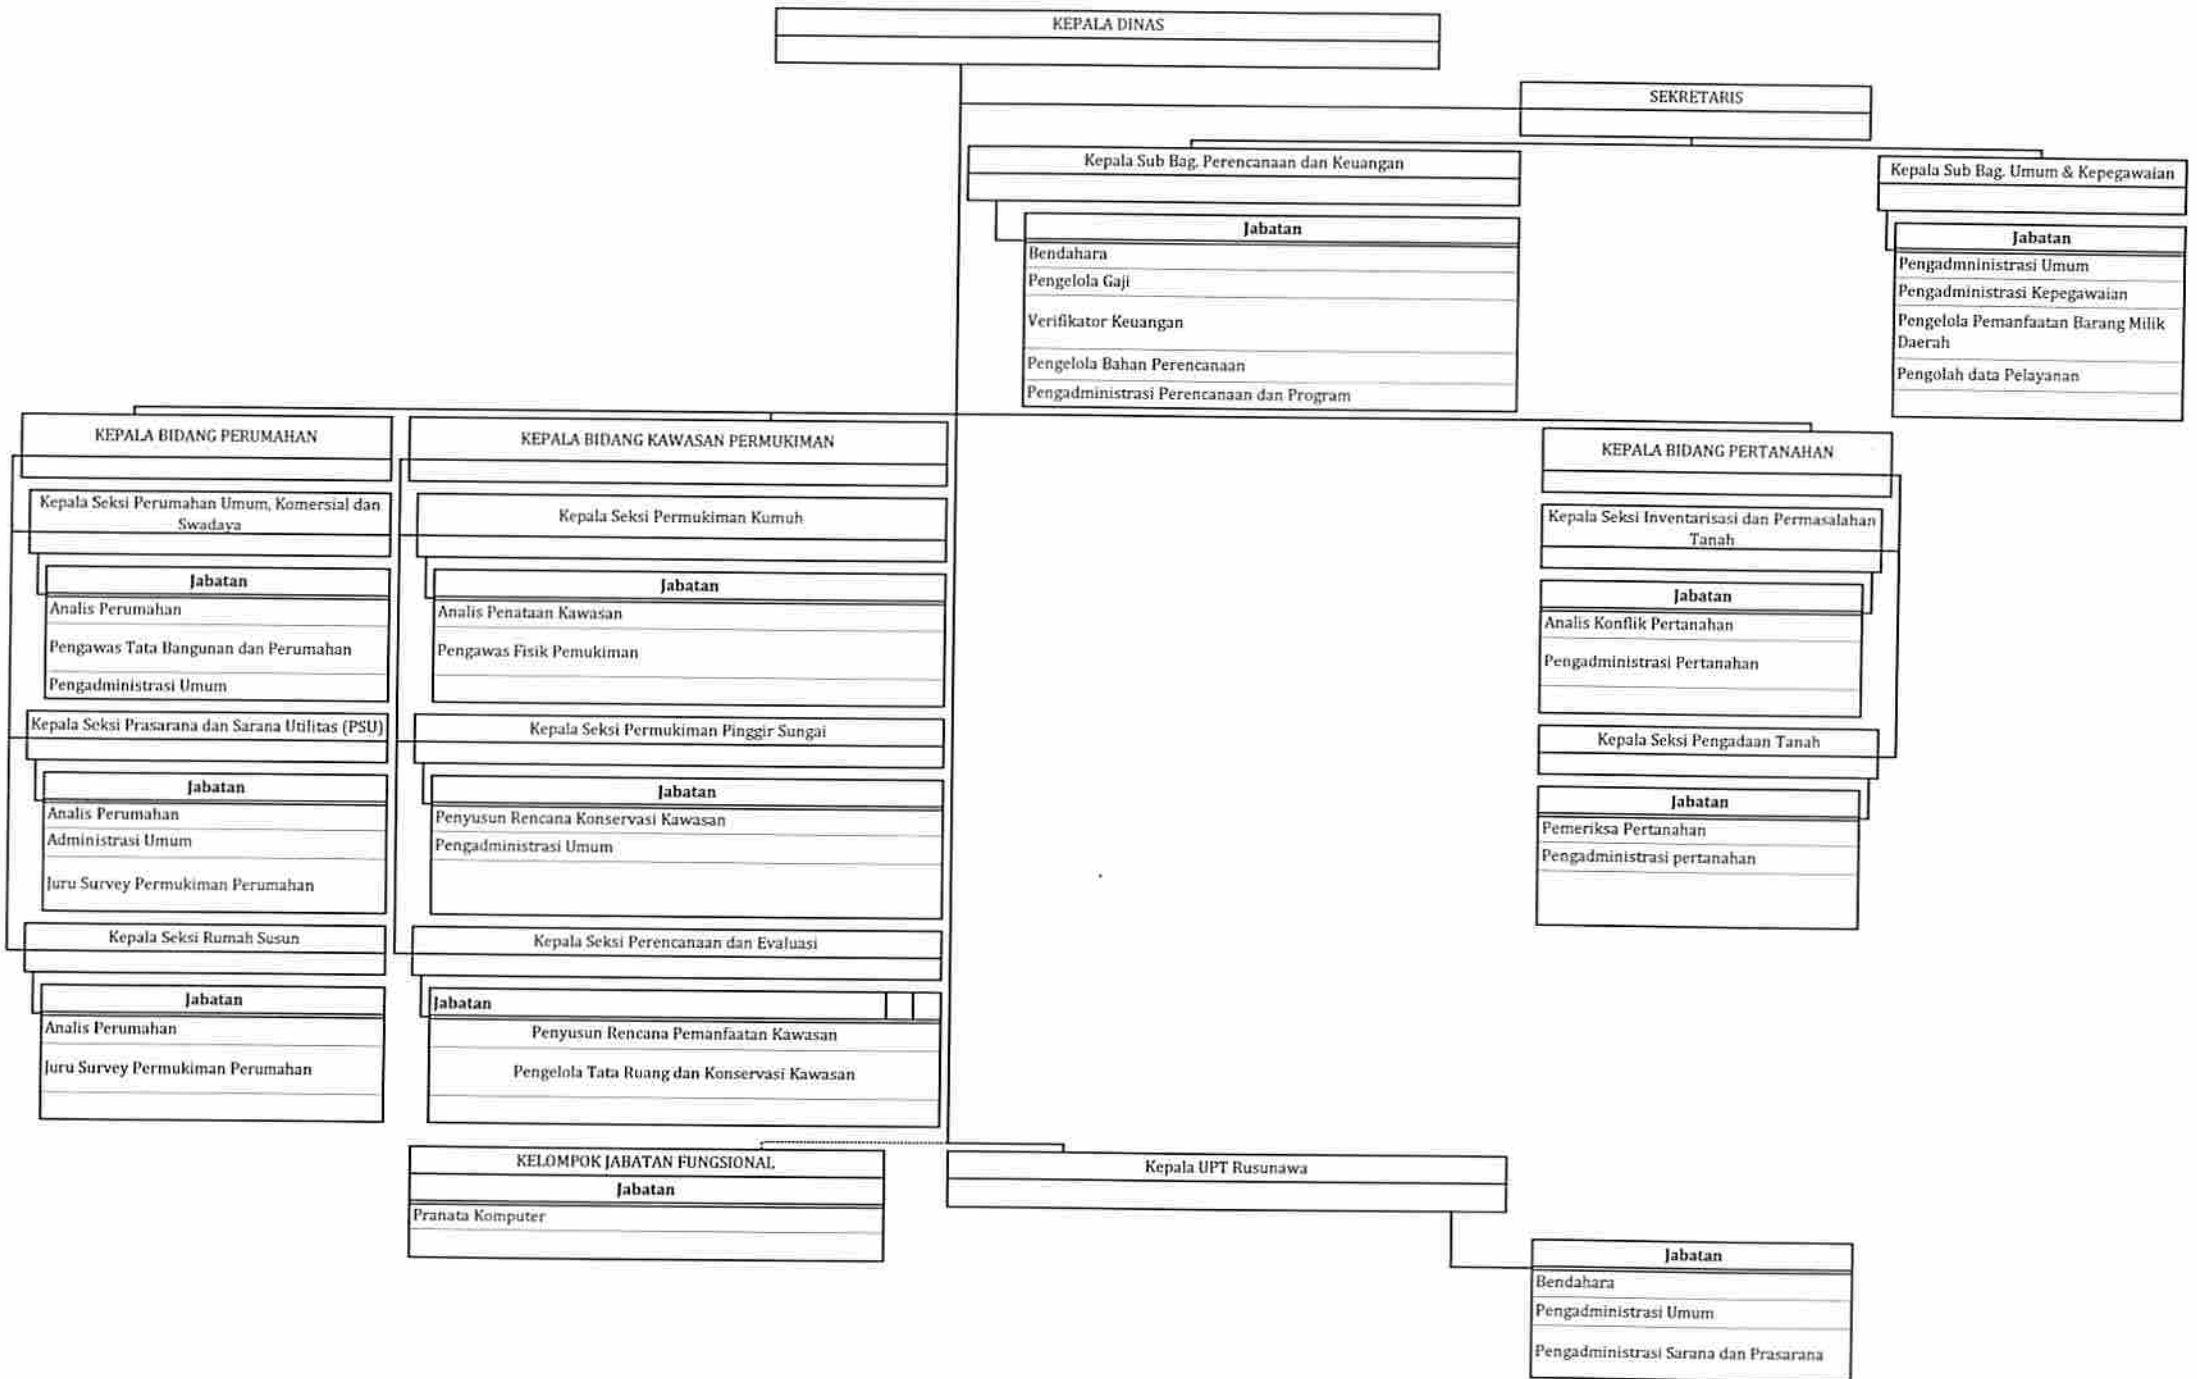 KEPALA DINAS
SEKRETARIS
Kepala Sub Bag. Perencanaan dan Keuangan
Jabatan
Bendahara
Pengelola Gaji
Verifikator Keuangan
Pengelola Bahan Perencanaan
Pengadministrasi Perencanaan dan Program
Kepala Sub Bag. Umum & Kepegawaian
Jabatan
Pengadmninistrasi Umum
Pengadministrasi Kepegawaian
Pengelola Pemanfaatan Barang Milik
Daerah
Pengolah data Pelayanan
KEPALA BIDANG PERUMAHAN
Kepala Seksi Perumahan Umum, Komersial dan
Swadaya
Jabatan
Analis Perumahan
Pengawas Tata Bangunan dan Perumahan
Pengadministrasi Umum
Kepala Seksi Prasarana dan Sarana Utilitas (PSU)
Jabatan
Analis Perumahan
Administrasi Umum
Juru Survey Permukiman Perumahan
Kepala Seksi Rumah Susun
Jabatan
Analis Perumahan
Juru Survey Permukiman Perumahan
KEPALA BIDANG KAWASAN PERMUKIMAN
Kepala Seksi Permukiman Kumuh
Jabatan
Analis Penataan Kawasan
Pengawas Fisik Pemukiman
Kepala Seksi Permukiman Pinggir Sungai
Jabatan
Penyusun Rencana Konservasi Kawasan
Pengadministrasi Umum
Kepala Seksi Perencanaan dan Evaluasi
Jabatan
Penyusun Rencana Pemanfaatan Kawasan
Pengelola Tata Ruang dan Konservasi Kawasan
KEPALA BIDANG PERTANAHAN
Kepala Seksi Inventarisasi dan Permasalahan
Tanah
Jabatan
Analis Konflik Pertanahan
Pengadministrasi Pertanahan
Kepala Seksi Pengadaan Tanah
Jabatan
Pemeriksa Pertanahan
Pengadministrasi pertanahan
KELOMPOK JABATAN FUNGSIONAL
Jabatan
Pranata Komputer
Kepala UPT Rusunawa
Jabatan
Bendahara
Pengadministrasi Umum
Pengadministrasi Sarana dan Prasarana